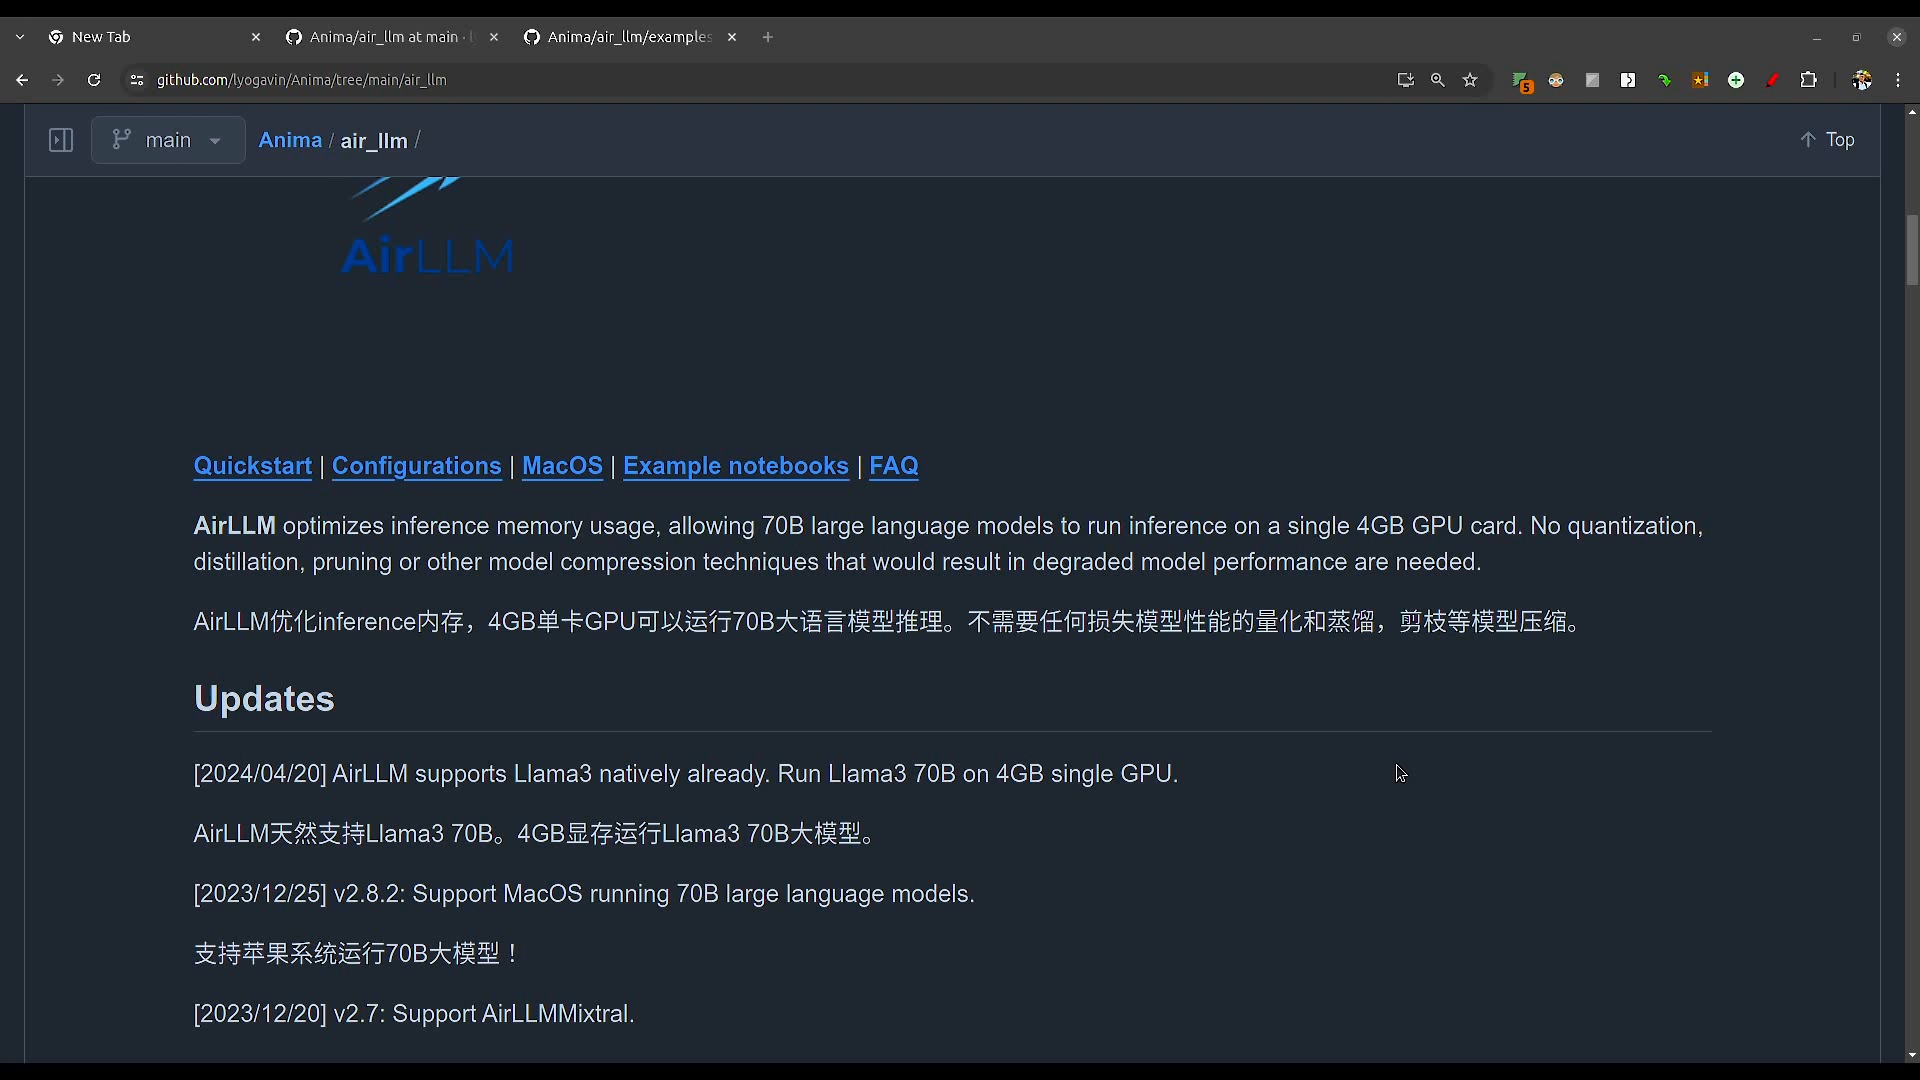 New Tab
Anima/air_llm at main ·
Anima/air_llm/examples
github.com/lyogavin/Anima/tree/main/air_llm
5
main
Anima / air_llm /
Top
AirLLM
Quickstart | Configurations | MacOS | Example notebooks | FAQ
AirLLM optimizes inference memory usage, allowing 70B large language models to run inference on a single 4GB GPU card. No quantization,
distillation, pruning or other model compression techniques that would result in degraded model performance are needed.
AirLLM优化inference内存，4GB单卡GPU可以运行70B大语言模型推理。不需要任何损失模型性能的量化和蒸馏，剪枝等模型压缩。
Updates
[2024/04/20] AirLLM supports Llama3 natively already. Run Llama3 70B on 4GB single GPU.
AirLLM天然支持Llama3 70B。4GB显存运行Llama3 70B大模型。
[2023/12/25] v2.8.2: Support MacOS running 70B large language models.
支持苹果系统运行70B大模型！
[2023/12/20] v2.7: Support AirLLMMixtral.